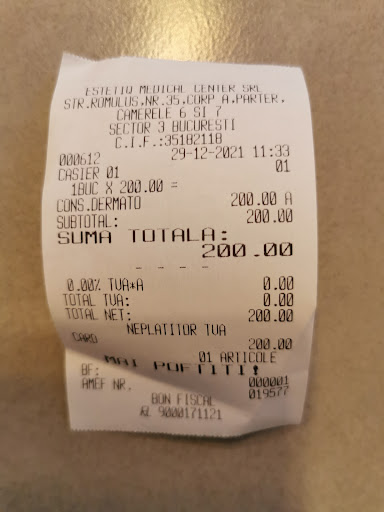 ESTETIQ MEDICAL CENTER SRL
STR.ROMULUS,NR.35,CORP A,PARTER,
CAMERELE 6 SI 7
SECTOR 3 BUCURESTI
C.I.F.:35182118
000612 29-12-2021 11:33
CASIER 01 01
1BUC X 200.00 =
CONS.DERMATO 200.00 A
SUBTOTAL: 200.00
SUMA TOTALA:
200.00
- - - -
0.00% TVA*A 0.00
TOTAL TVA: 0.00
TOTAL NET: 200.00
NEPLATITOR TVA
CARD 200.00
01 ARTICOLE
MAI POFTITI!
BF: 000001
AMEF NR. 019577
BON FISCAL
9000171121